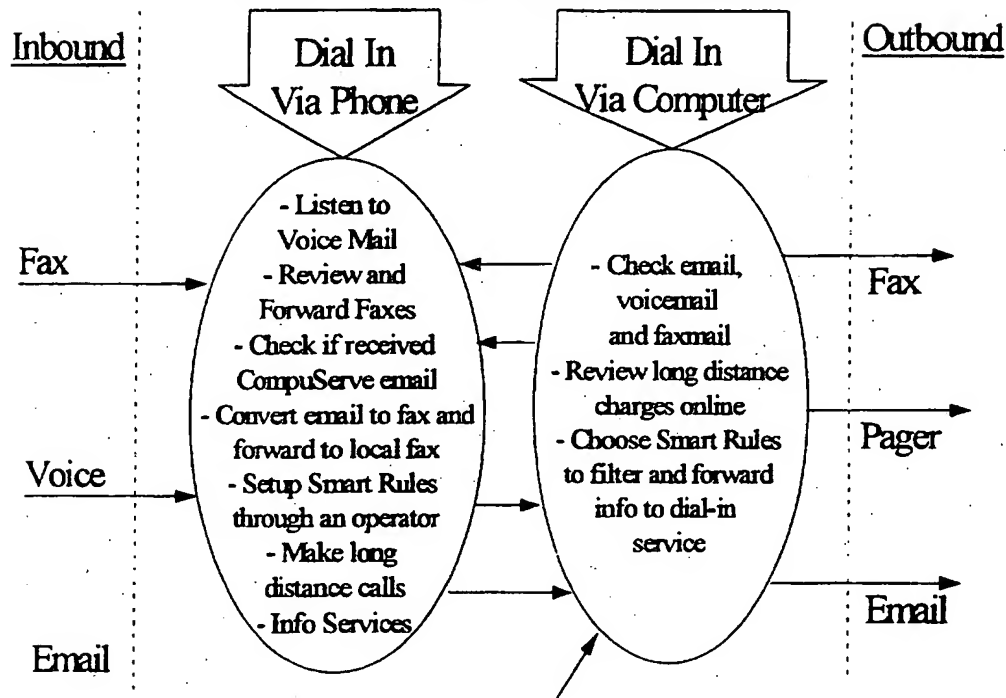 Inbound
Dial In
Via Phone
Dial In
Via Computer
Outbound
Fax
Voice
Email
- Listen to
Voice Mail
- Review and
Forward Faxes
- Check if received
CompuServe email
- Convert email to fax and
forward to local fax
- Setup Smart Rules
through an operator
- Make long
distance calls
- Info Services
- Check email,
voicemail
and faxmail
- Review long distance
charges online
- Choose Smart Rules
to filter and forward
info to dial-in
service
Fax
Pager
Email